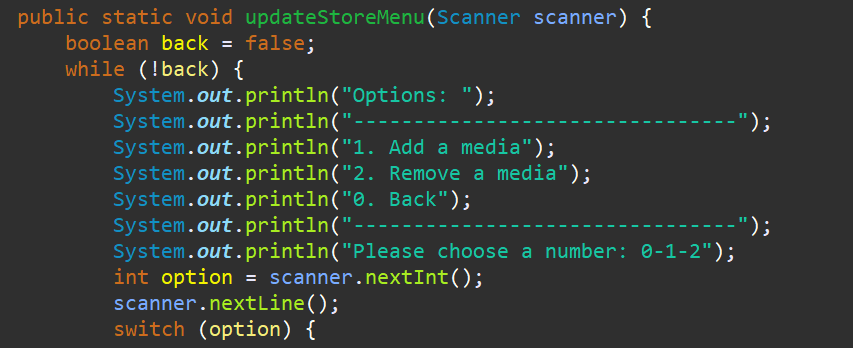 public static void updateStoreMenu(Scanner scanner) {
    boolean back = false;
    while (!back) {
        System.out.println("Options: ");
        System.out.println("--------------------------------");
        System.out.println("1. Add a media");
        System.out.println("2. Remove a media");
        System.out.println("0. Back");
        System.out.println("--------------------------------");
        System.out.println("Please choose a number: 0-1-2");
        int option = scanner.nextInt();
        scanner.nextLine();
        switch (option) {